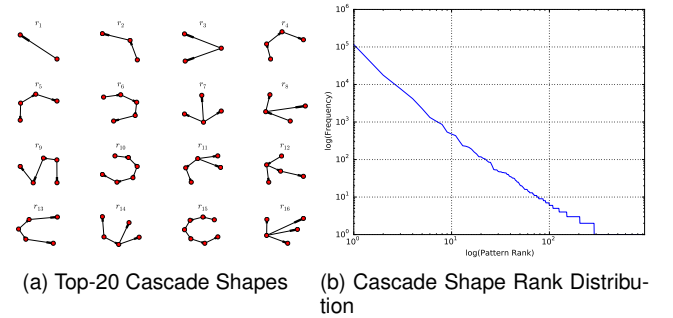 r1 r2 r3 r4
r5 r6 r7 r8
r9 r10 r11 r12
r13 r14 r15 r16
(a) Top-20 Cascade Shapes
10^6
10^5
10^4
10^3
10^2
10^1
10^0
log(Frequency)
10^0 10^1 10^2
log(Pattern Rank)
(b) Cascade Shape Rank Distribu-
tion